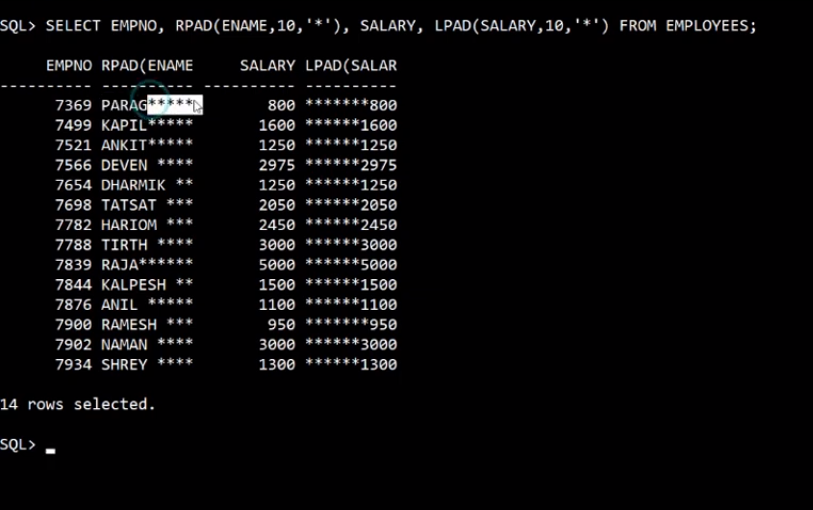 SQL> SELECT EMPNO, RPAD(ENAME,10,'*'), SALARY, LPAD(SALARY,10,'*') FROM EMPLOYEES;
EMPNO RPAD(ENAME SALARY LPAD(SALAR
---------- ---------- ---------- ----------
7369 PARAG***** 800 *******800
7499 KAPIL***** 1600 ******1600
7521 ANKIT***** 1250 ******1250
7566 DEVEN **** 2975 ******2975
7654 DHARMIK ** 1250 ******1250
7698 TATSAT *** 2050 ******2050
7782 HARIOM *** 2450 ******2450
7788 TIRTH **** 3000 ******3000
7839 RAJA****** 5000 ******5000
7844 KALPESH ** 1500 ******1500
7876 ANIL ***** 1100 ******1100
7900 RAMESH *** 950 *******950
7902 NAMAN **** 3000 ******3000
7934 SHREY **** 1300 ******1300
14 rows selected.
SQL> _